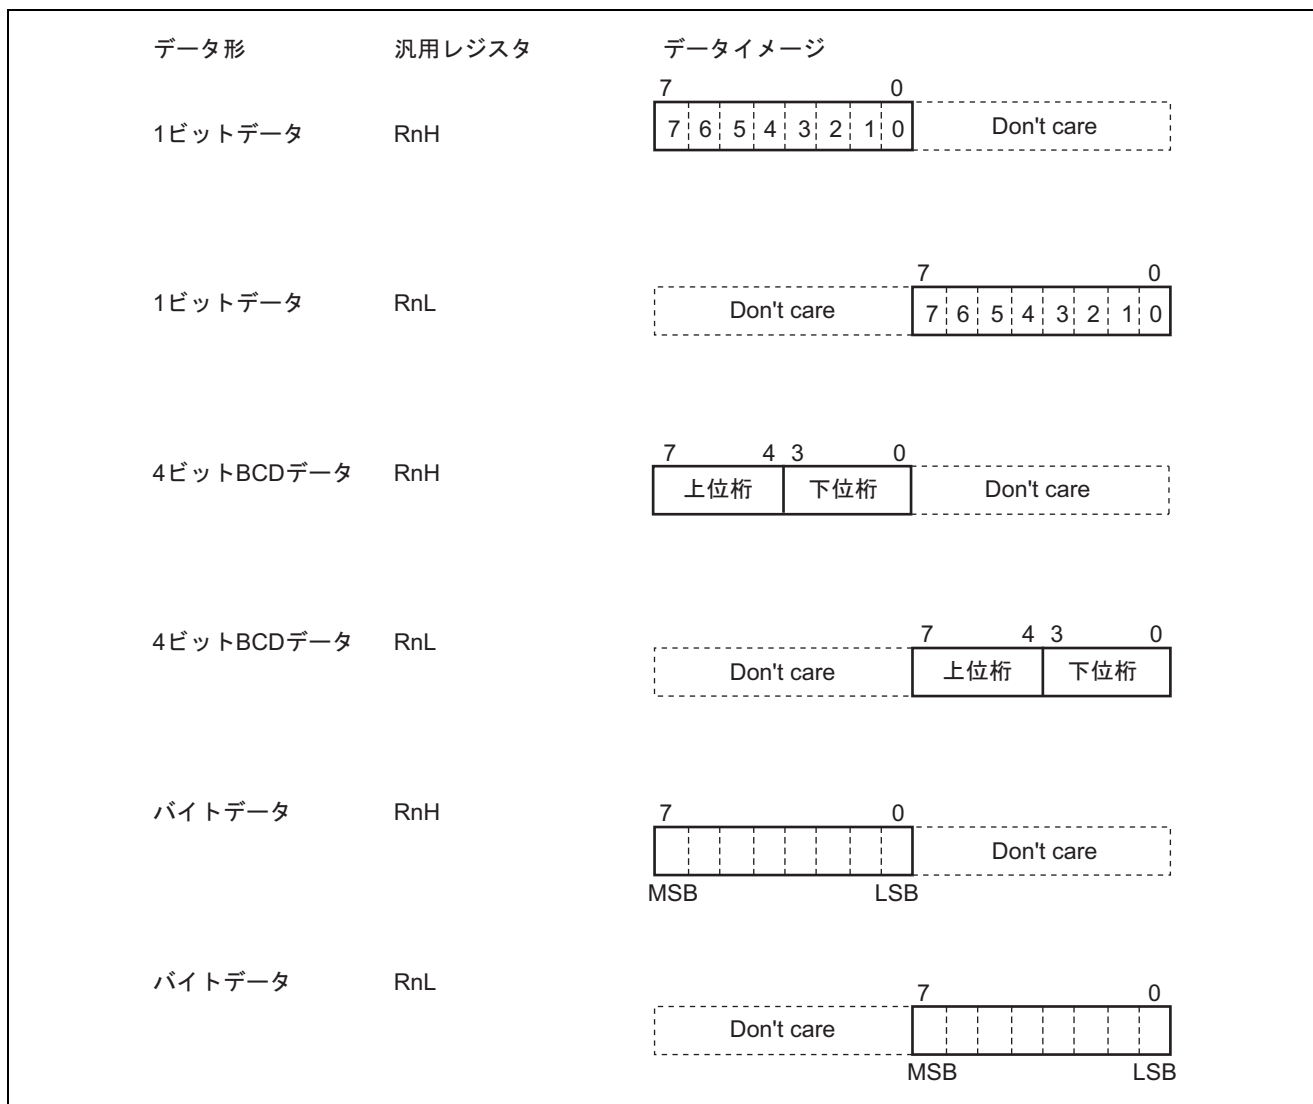 データ形 汎用レジスタ データイメージ
7 0
1ビットデータ RnH 7 6 5 4 3 2 1 0 Don't care
7 0
1ビットデータ RnL Don't care 7 6 5 4 3 2 1 0
7 4 3 0
4ビットBCDデータ RnH 上位桁 下位桁 Don't care
7 4 3 0
4ビットBCDデータ RnL Don't care 上位桁 下位桁
7 0
バイトデータ RnH Don't care
MSB LSB
7 0
バイトデータ RnL Don't care
MSB LSB